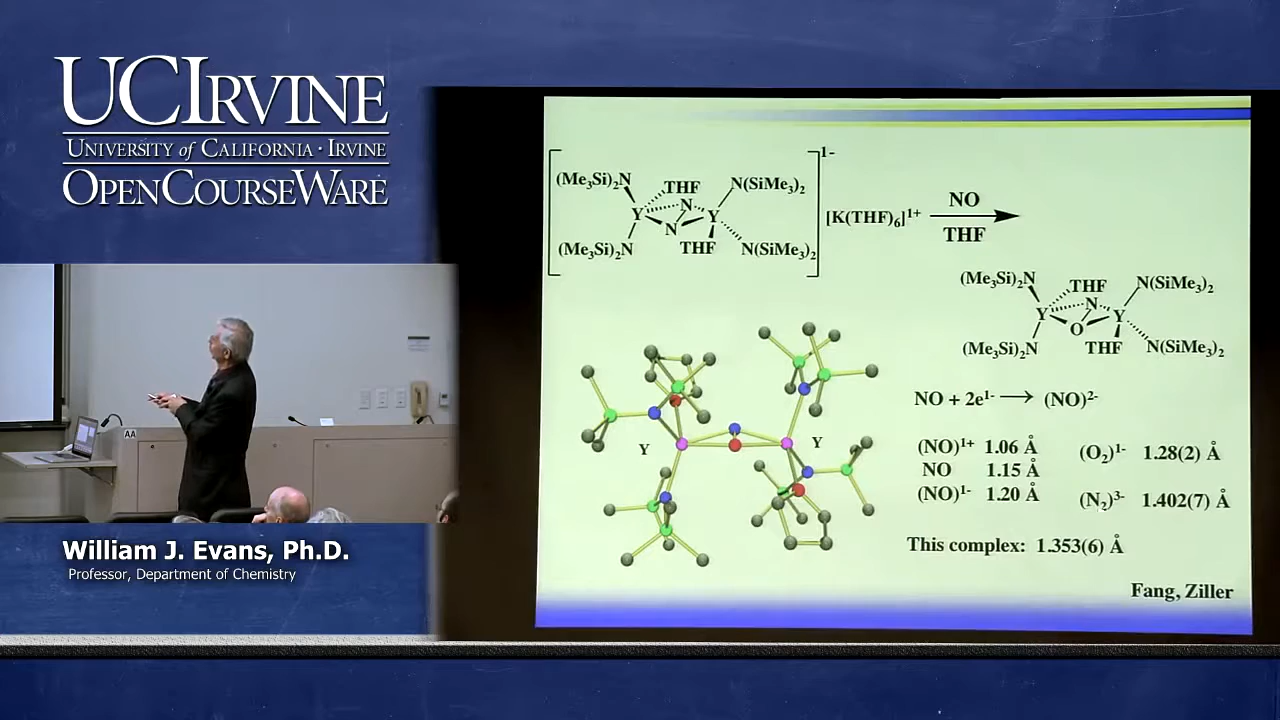 UCIRVINE
UNIVERSITY of CALIFORNIA · IRVINE
OPENCOURSEWARE
William J. Evans, Ph.D.
Professor, Department of Chemistry
AA
1-
(Me₃Si)₂N THF N(SiMe₃)₂
Y N Y
N
(Me₃Si)₂N THF N(SiMe₃)₂
[K(THF)₆]¹⁺
NO
THF
(Me₃Si)₂N THF N(SiMe₃)₂
Y N Y
O
(Me₃Si)₂N THF N(SiMe₃)₂
Y Y
NO + 2e¹⁻ → (NO)²⁻
(NO)¹⁺ 1.06 Å
NO 1.15 Å
(NO)¹⁻ 1.20 Å
(O₂)¹⁻ 1.28(2) Å
(N₂)³⁻ 1.402(7) Å
This complex: 1.353(6) Å
Fang, Ziller